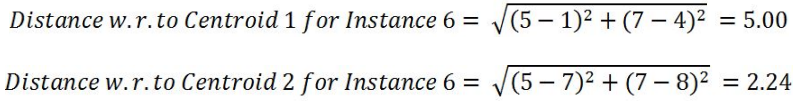 Distance w.r.to Centroid 1 for Instance 6 = √(5 − 1)² + (7 − 4)² = 5.00
Distance w.r.to Centroid 2 for Instance 6 = √(5 − 7)² + (7 − 8)² = 2.24